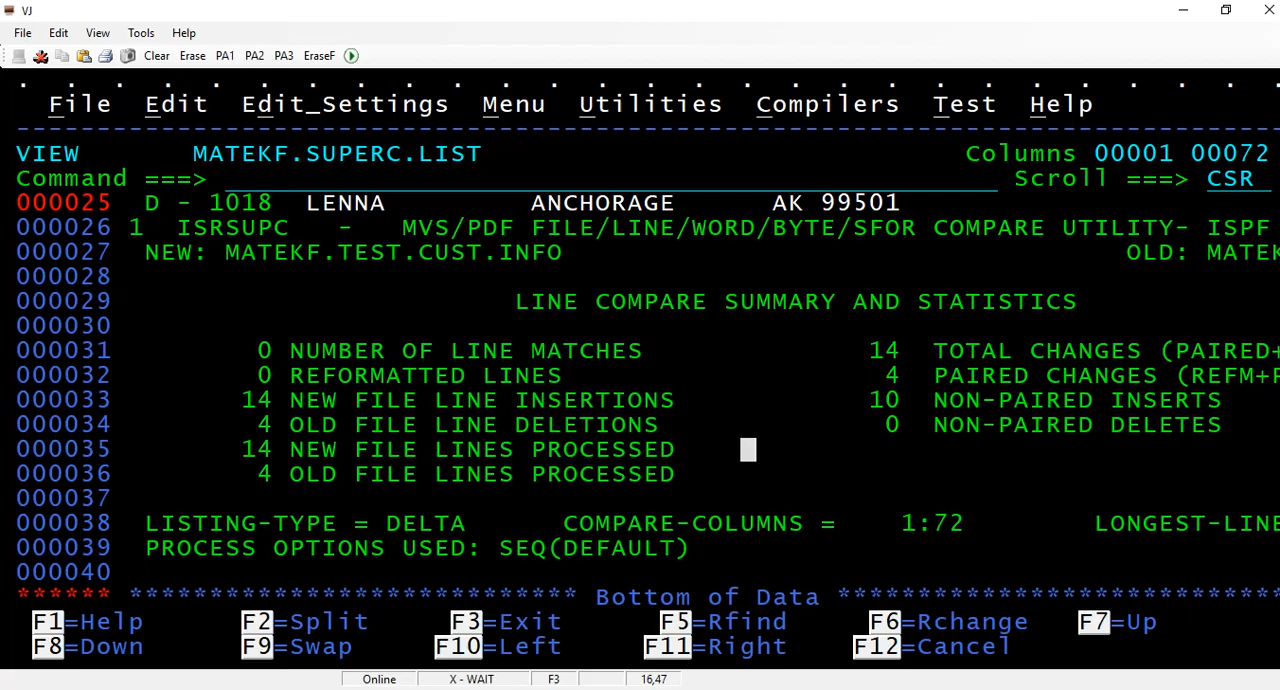 VJ
File Edit View Tools Help
Clear Erase PA1 PA2 PA3 EraseF
File Edit Edit_Settings Menu Utilities Compilers Test Help
VIEW MATEKF.SUPERC.LIST Columns 00001 00072
Command ===> Scroll ===> CSR
000025 D - 1018 LENNA ANCHORAGE AK 99501
000026 1 ISRSUPC - MVS/PDF FILE/LINE/WORD/BYTE/SFOR COMPARE UTILITY- ISPF
000027 NEW: MATEKF.TEST.CUST.INFO OLD: MATEK
000028
000029 LINE COMPARE SUMMARY AND STATISTICS
000030
000031 0 NUMBER OF LINE MATCHES 14 TOTAL CHANGES (PAIRED+
000032 0 REFORMATTED LINES 4 PAIRED CHANGES (REFM+P
000033 14 NEW FILE LINE INSERTIONS 10 NON-PAIRED INSERTS
000034 4 OLD FILE LINE DELETIONS 0 NON-PAIRED DELETES
000035 14 NEW FILE LINES PROCESSED
000036 4 OLD FILE LINES PROCESSED
000037
000038 LISTING-TYPE = DELTA COMPARE-COLUMNS = 1:72 LONGEST-LINE
000039 PROCESS OPTIONS USED: SEQ(DEFAULT)
000040
****** **************************** Bottom of Data ****************************
F1=Help F2=Split F3=Exit F5=Rfind F6=Rchange F7=Up
F8=Down F9=Swap F10=Left F11=Right F12=Cancel
Online X - WAIT F3 16,47